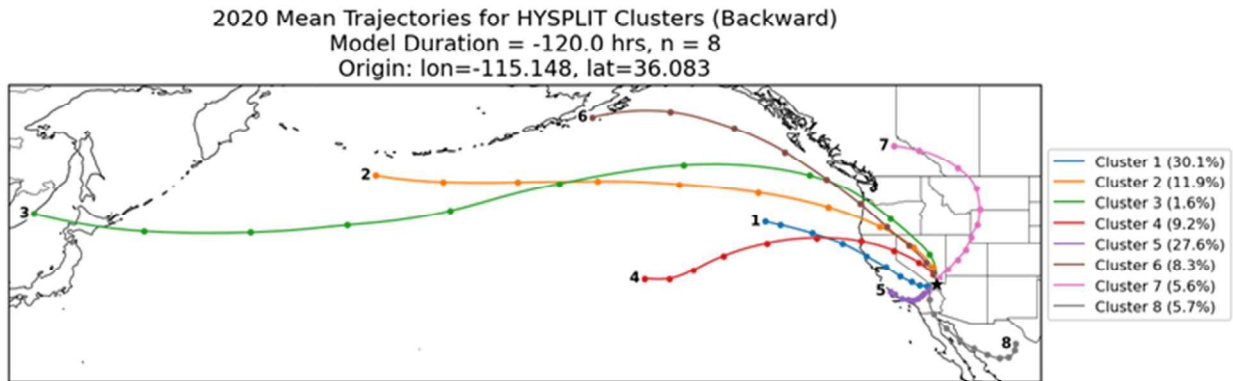 2020 Mean Trajectories for HYSPLIT Clusters (Backward)
Model Duration = -120.0 hrs, n = 8
Origin: lon=-115.148, lat=36.083
6
7
2
3
1
4
5
8
Cluster 1 (30.1%)
Cluster 2 (11.9%)
Cluster 3 (1.6%)
Cluster 4 (9.2%)
Cluster 5 (27.6%)
Cluster 6 (8.3%)
Cluster 7 (5.6%)
Cluster 8 (5.7%)